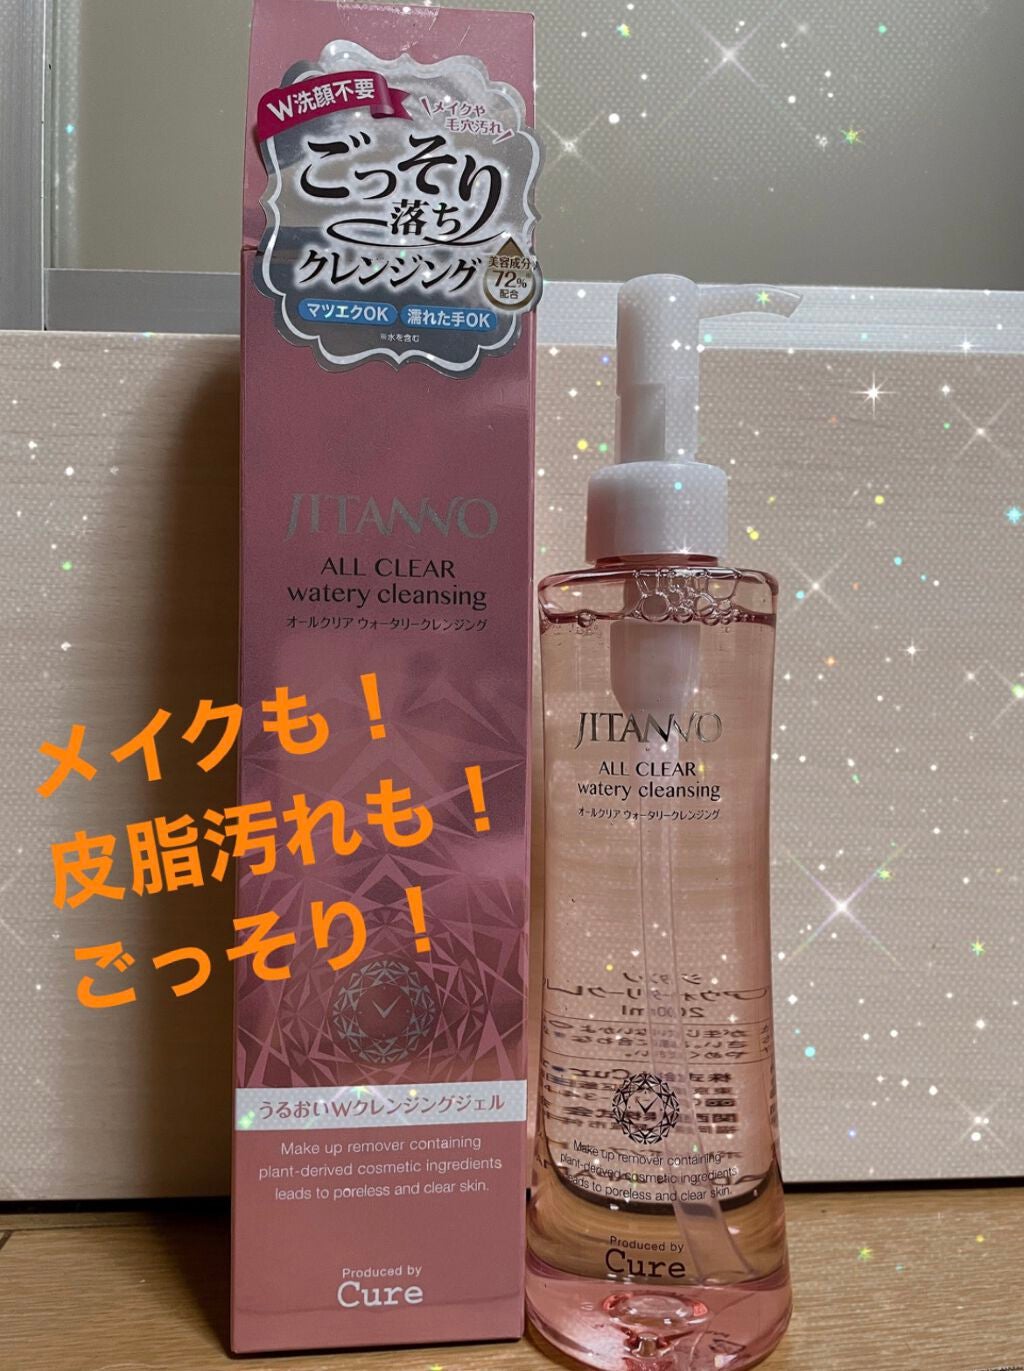 W洗顔不要
メイクや
毛穴汚れ
ごっそり
落ち
クレンジング
美容成分
72%
配合
マツエクOK
濡れた手OK
※水を含む
JITANNO
ALL CLEAR
watery cleansing
オールクリア ウォータリークレンジング
メイクも！
皮脂汚れも！
ごっそり！
うるおいWクレンジングジェル
Make up remover containing
plant-derived cosmetic ingredients
leads to poreless and clear skin.
Produced by
Cure
JITANNO
ALL CLEAR
watery cleansing
オールクリア ウォータリークレンジング
200ml
Make up remover containing
plant-derived cosmetic ingredients
leads to poreless and clear skin.
Produced by
Cure